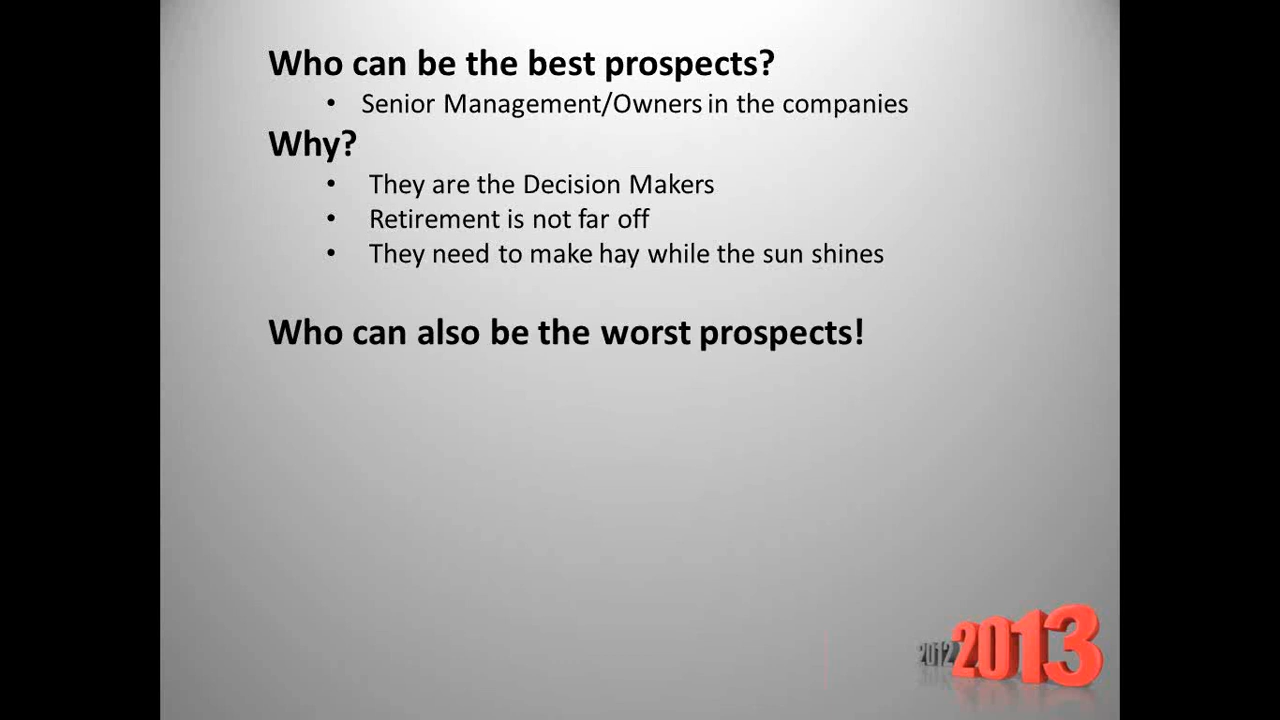 Who can be the best prospects?
• Senior Management/Owners in the companies
Why?
• They are the Decision Makers
• Retirement is not far off
• They need to make hay while the sun shines
Who can also be the worst prospects!
2012 2013